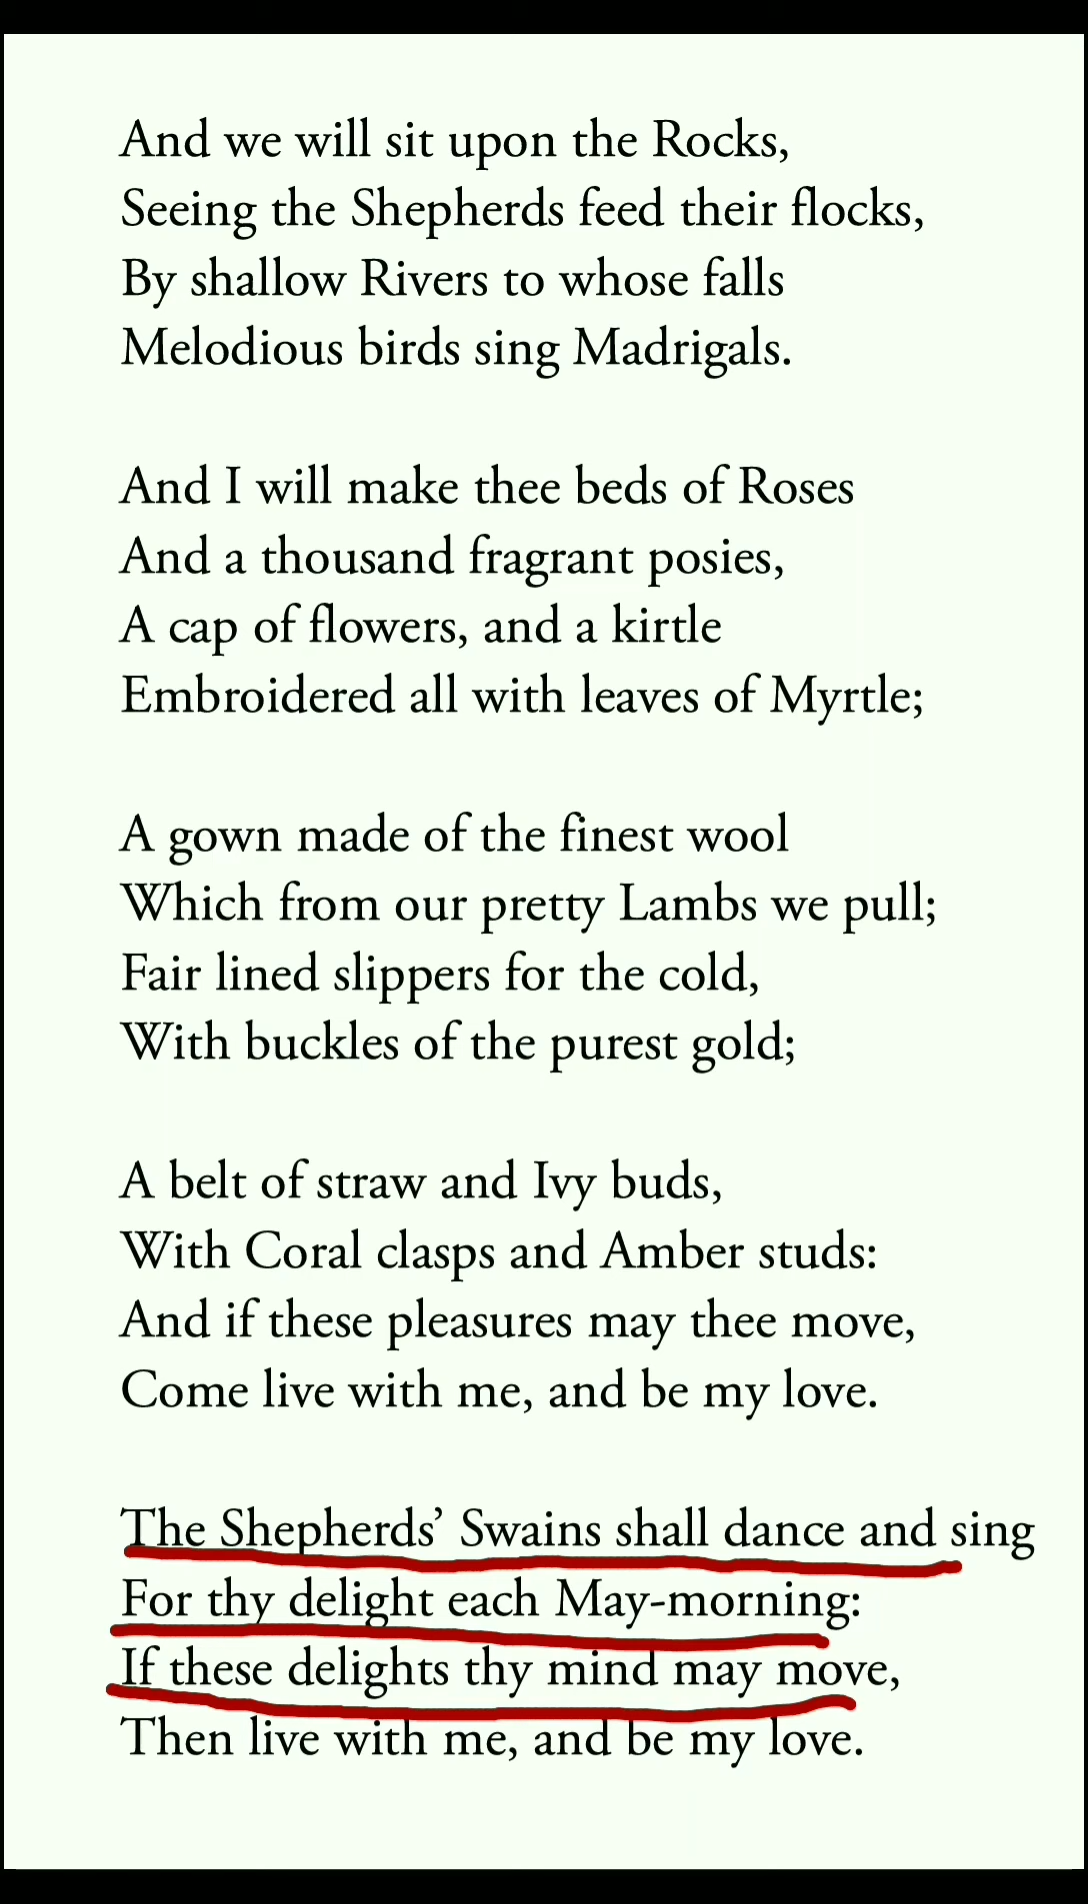 And we will sit upon the Rocks,
Seeing the Shepherds feed their flocks,
By shallow Rivers to whose falls
Melodious birds sing Madrigals.

And I will make thee beds of Roses
And a thousand fragrant posies,
A cap of flowers, and a kirtle
Embroidered all with leaves of Myrtle;

A gown made of the finest wool
Which from our pretty Lambs we pull;
Fair lined slippers for the cold,
With buckles of the purest gold;

A belt of straw and Ivy buds,
With Coral clasps and Amber studs:
And if these pleasures may thee move,
Come live with me, and be my love.

The Shepherds’ Swains shall dance and sing
For thy delight each May-morning:
If these delights thy mind may move,
Then live with me, and be my love.